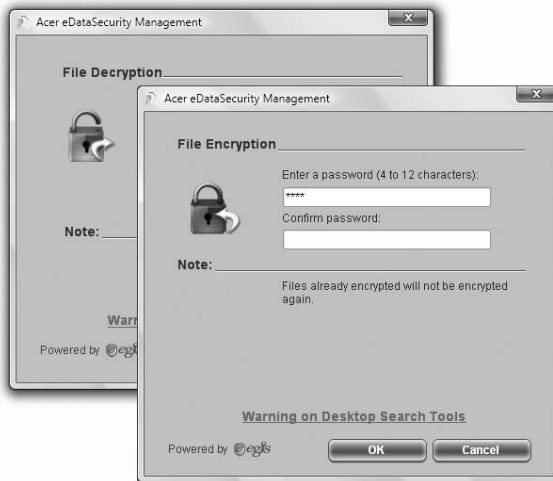 Acer eDataSecurity Management
File Decryption
Note:
Powered by
Acer eDataSecurity Management
File Encryption
Enter a password (4 to 12 characters):
****
Confirm password:
Note:
Files already encrypted will not be encrypted
again.
Warning on Desktop Search Tools
Powered by egis
OK
Cancel